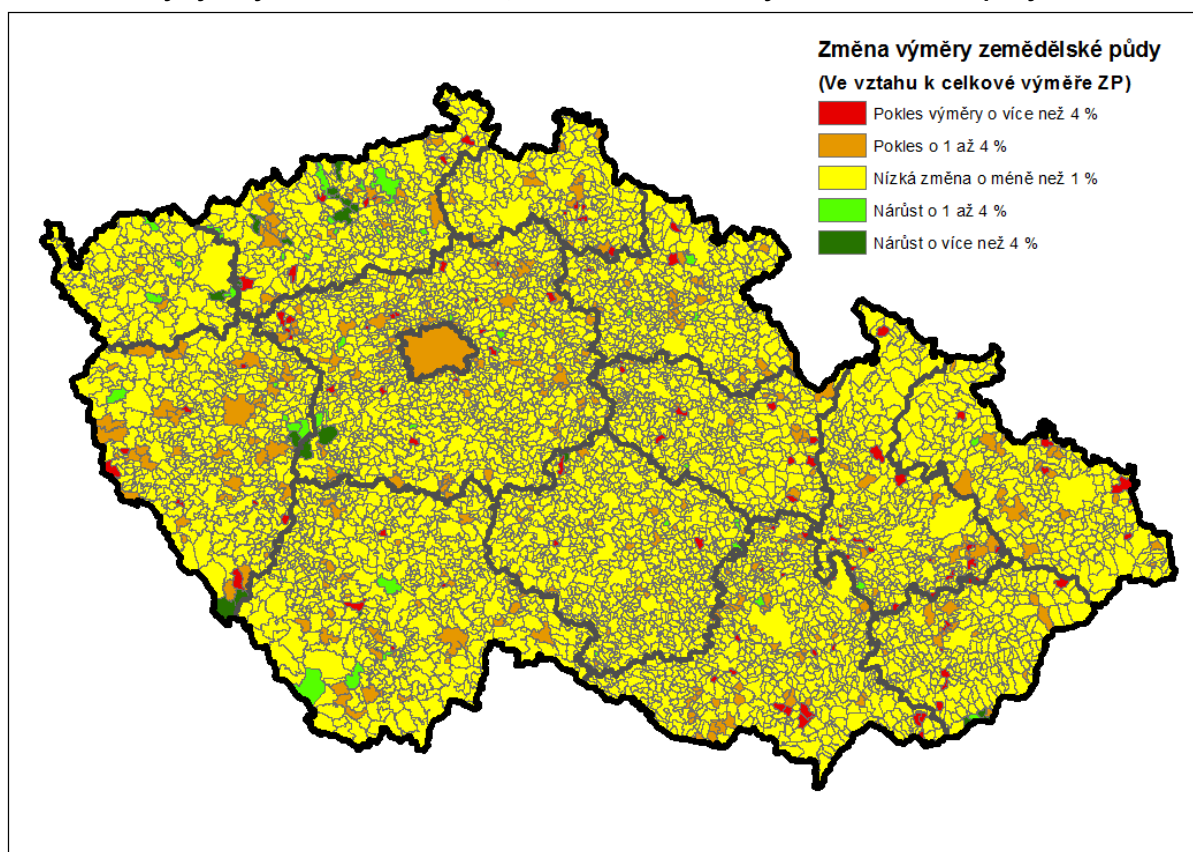 Změna výměry zemědělské půdy
(Ve vztahu k celkové výměře ZP)
Pokles výměry o více než 4 %
Pokles o 1 až 4 %
Nízká změna o méně než 1 %
Nárůst o 1 až 4 %
Nárůst o více než 4 %